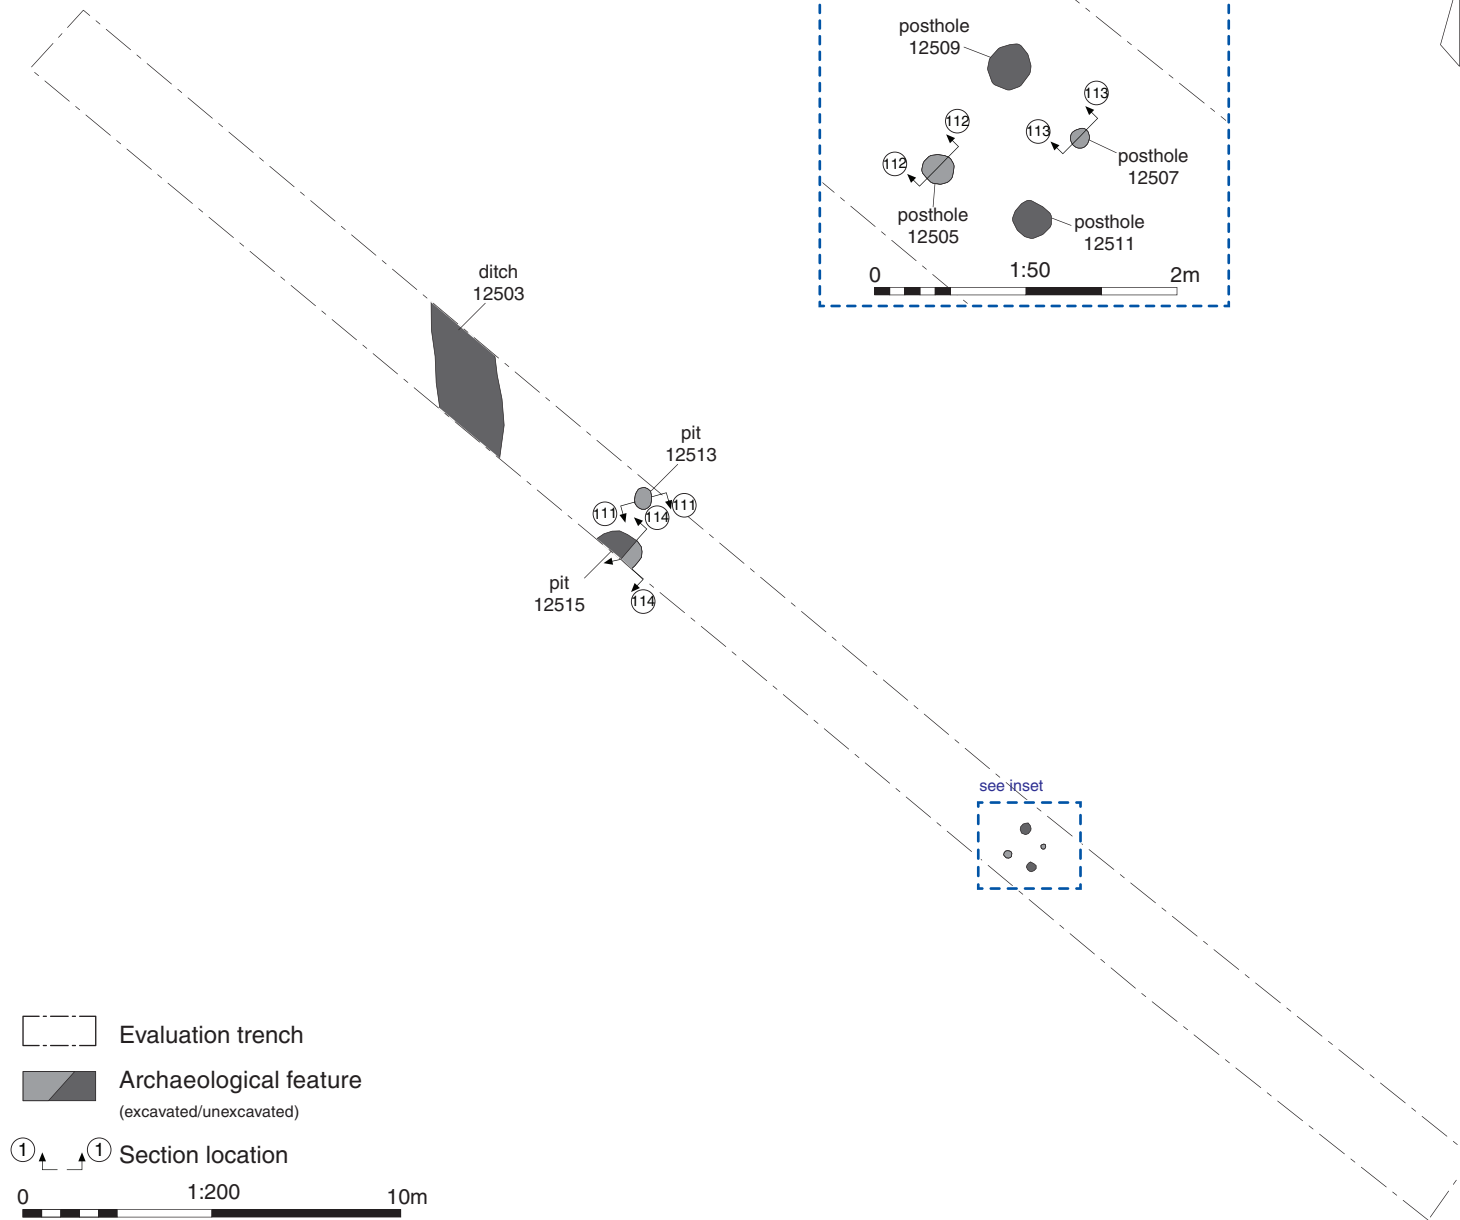 posthole
12509
113
112
113
112
posthole
12507
posthole
12505
posthole
12511
0 1:50 2m
ditch
12503
pit
12513
111
111
114
pit
12515
114
see inset
Evaluation trench
Archaeological feature
(excavated/unexcavated)
1 1 Section location
0 1:200 10m